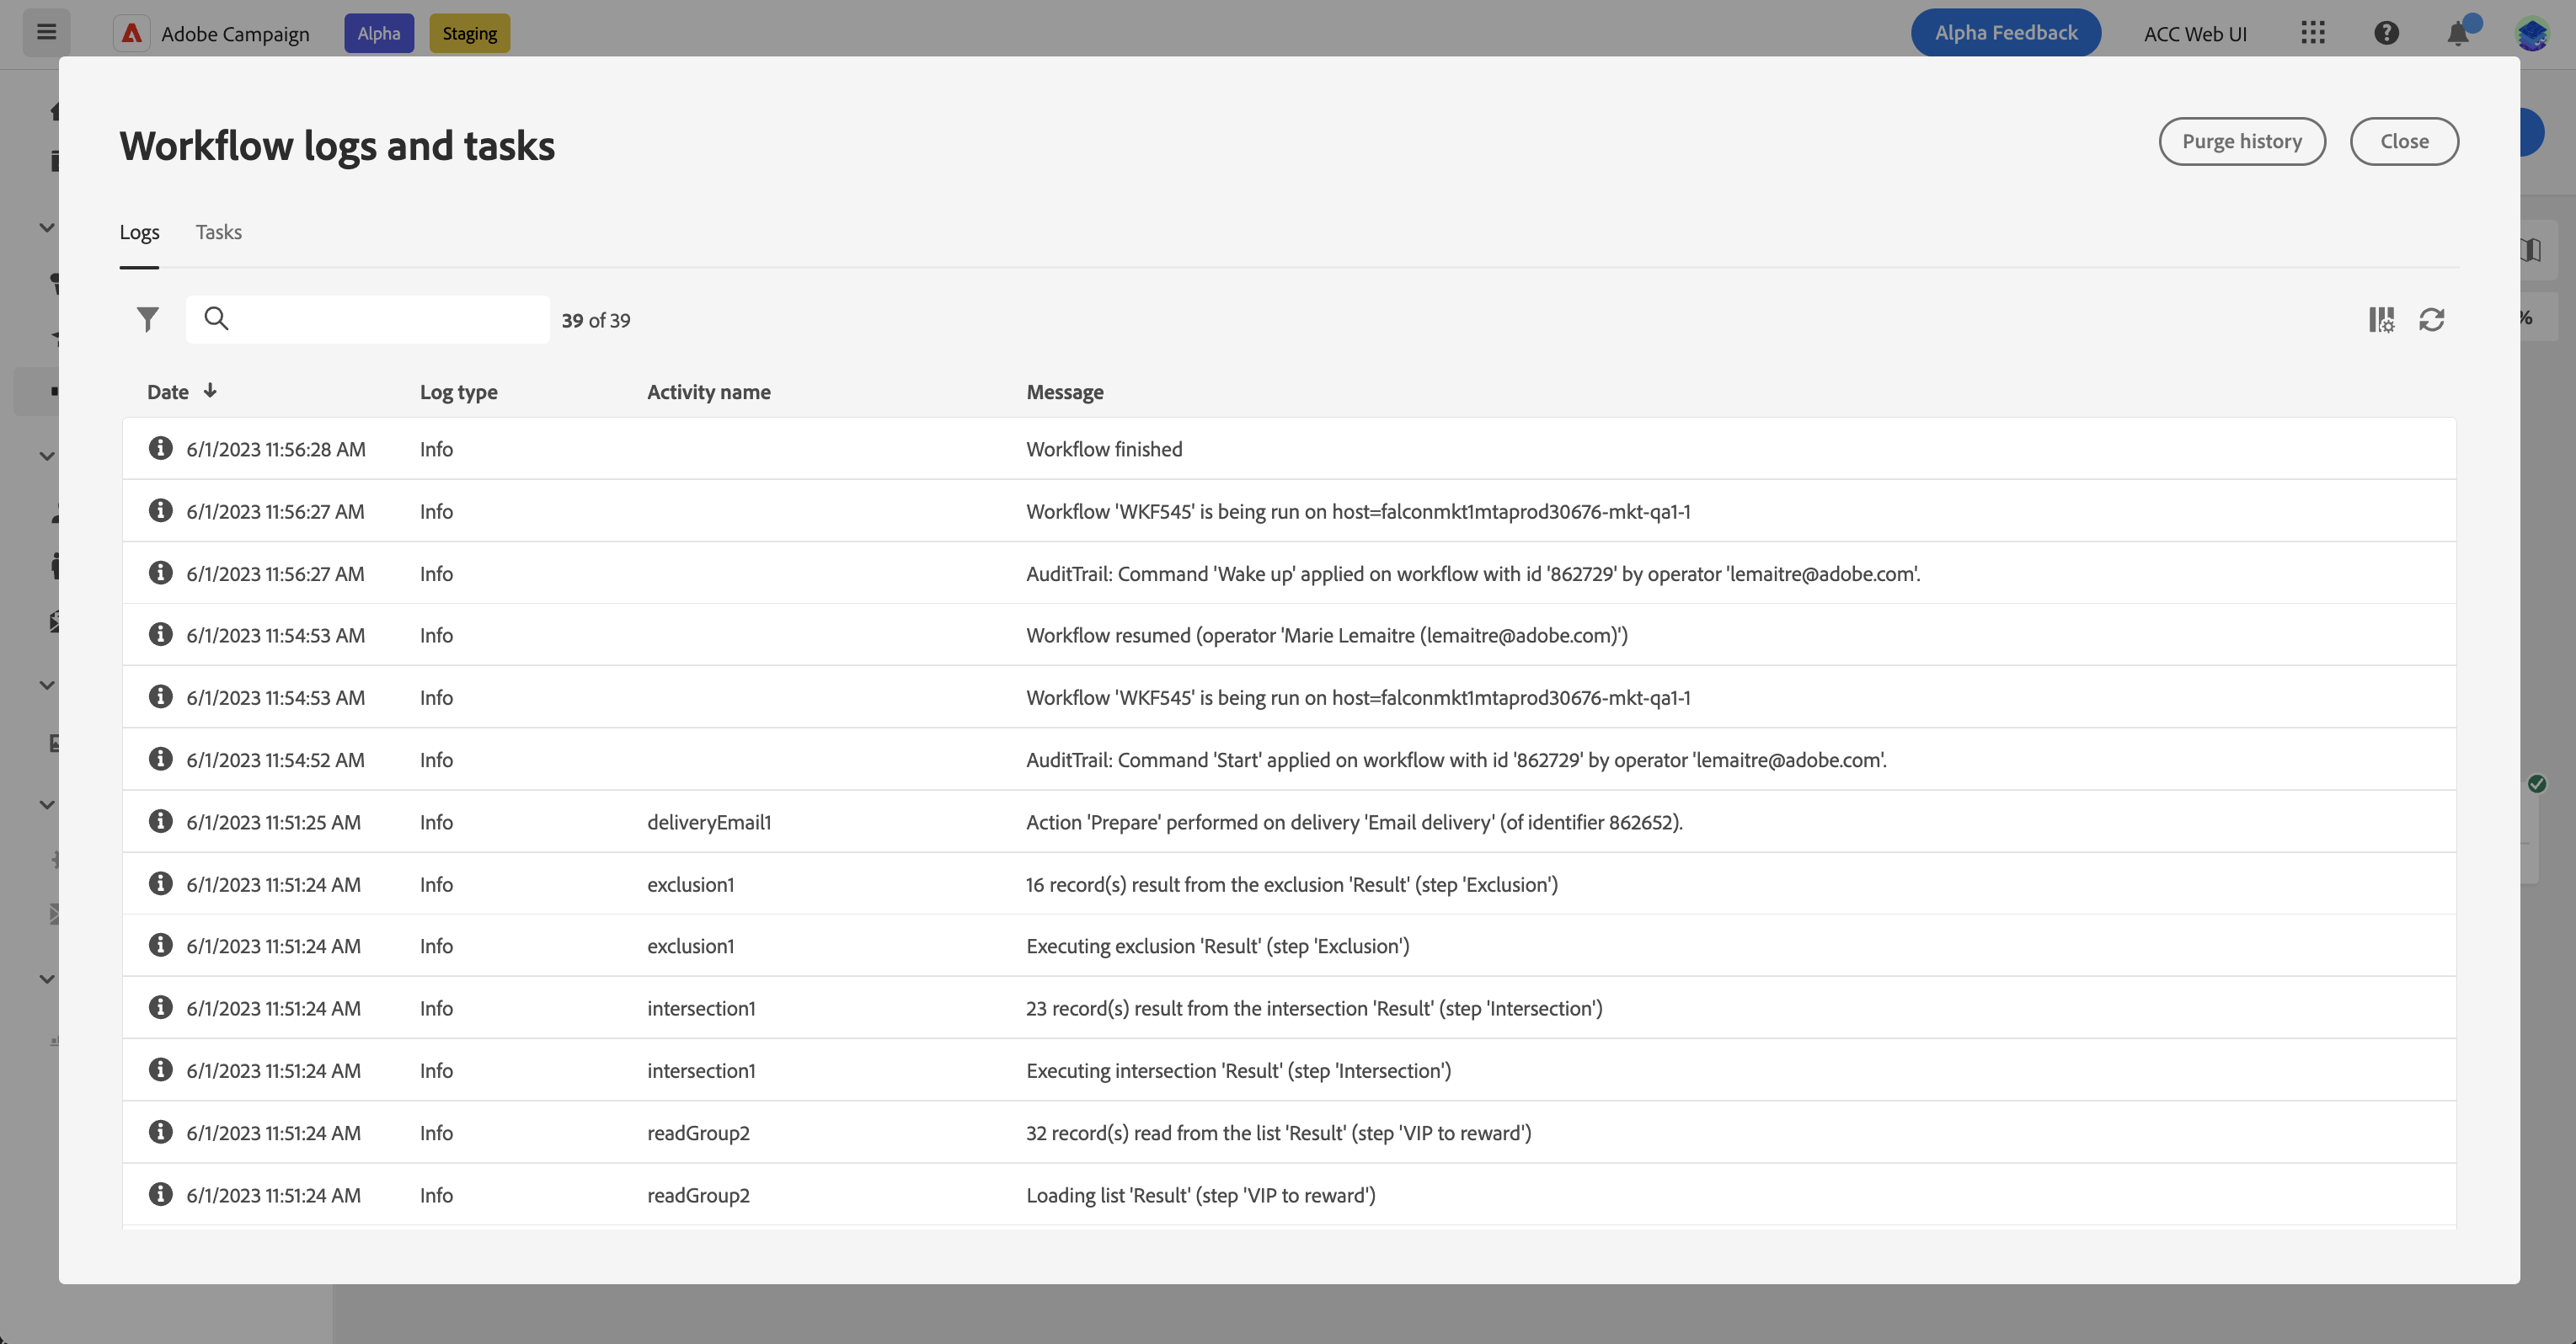 Adobe Campaign Alpha Staging Alpha Feedback ACC Web UI
Workflow logs and tasks Purge history Close
Logs Tasks
39 of 39 %
Date Log type Activity name Message
6/1/2023 11:56:28 AM Info Workflow finished
6/1/2023 11:56:27 AM Info Workflow 'WKF545' is being run on host=falconmkt1mtaprod30676-mkt-qa1-1
6/1/2023 11:56:27 AM Info AuditTrail: Command 'Wake up' applied on workflow with id '862729' by operator 'lemaitre@adobe.com'.
6/1/2023 11:54:53 AM Info Workflow resumed (operator 'Marie Lemaitre (lemaitre@adobe.com)')
6/1/2023 11:54:53 AM Info Workflow 'WKF545' is being run on host=falconmkt1mtaprod30676-mkt-qa1-1
6/1/2023 11:54:52 AM Info AuditTrail: Command 'Start' applied on workflow with id '862729' by operator 'lemaitre@adobe.com'.
6/1/2023 11:51:25 AM Info deliveryEmail1 Action 'Prepare' performed on delivery 'Email delivery' (of identifier 862652).
6/1/2023 11:51:24 AM Info exclusion1 16 record(s) result from the exclusion 'Result' (step 'Exclusion')
6/1/2023 11:51:24 AM Info exclusion1 Executing exclusion 'Result' (step 'Exclusion')
6/1/2023 11:51:24 AM Info intersection1 23 record(s) result from the intersection 'Result' (step 'Intersection')
6/1/2023 11:51:24 AM Info intersection1 Executing intersection 'Result' (step 'Intersection')
6/1/2023 11:51:24 AM Info readGroup2 32 record(s) read from the list 'Result' (step 'VIP to reward')
6/1/2023 11:51:24 AM Info readGroup2 Loading list 'Result' (step 'VIP to reward')